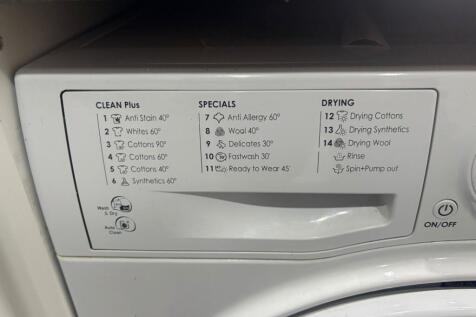 CLEAN Plus
1 Anti Stain 40°
2 Whites 60°
3 Cottons 90°
4 Cottons 60°
5 Cottons 40°
6 Synthetics 60°
Wash & Dry
Auto Clean
SPECIALS
7 Anti Allergy 60°
8 Wool 40°
9 Delicates 30°
10 Fastwash 30'
11 Ready to Wear 45'
DRYING
12 Drying Cottons
13 Drying Synthetics
14 Drying Wool
Rinse
Spin+Pump out
ON/OFF